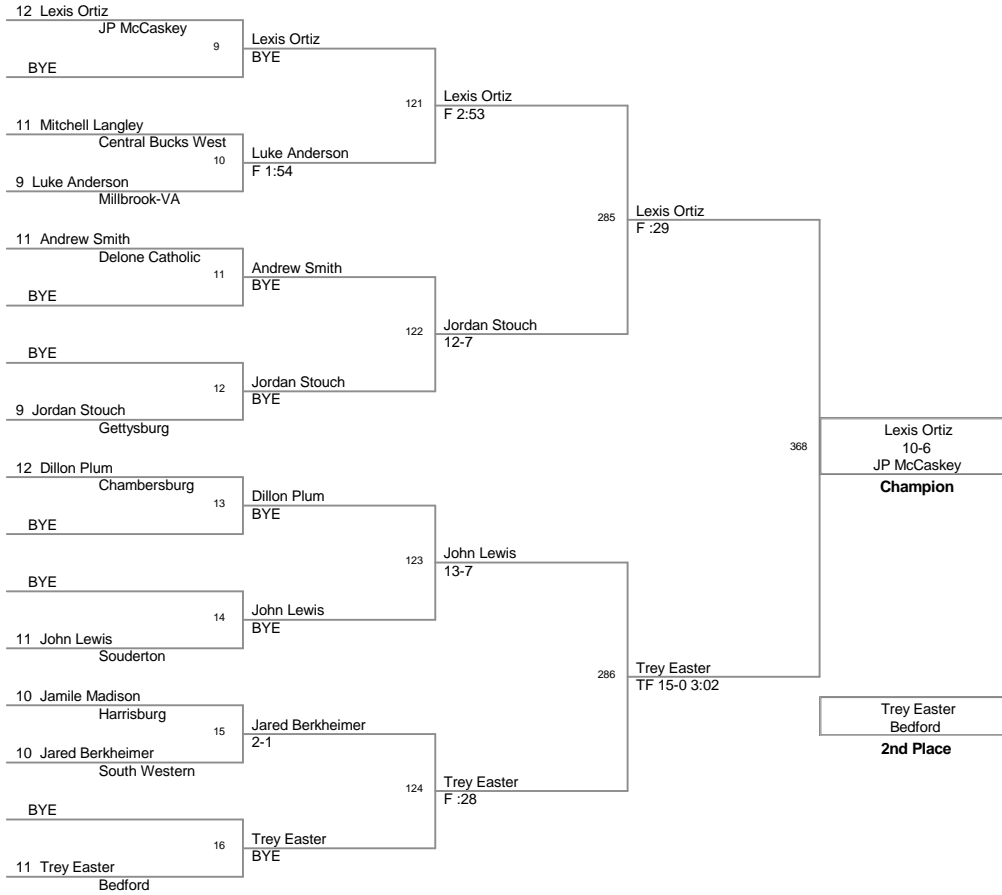 12 Lexis Ortiz
JP McCaskey
9
BYE
Lexis Ortiz
BYE
11 Mitchell Langley
Central Bucks West
10
9 Luke Anderson
Millbrook-VA
Luke Anderson
F 1:54
121
Lexis Ortiz
F 2:53
11 Andrew Smith
Delone Catholic
11
BYE
Andrew Smith
BYE
BYE
12
9 Jordan Stouch
Gettysburg
Jordan Stouch
BYE
122
Jordan Stouch
12-7
285
Lexis Ortiz
F :29
12 Dillon Plum
Chambersburg
13
BYE
Dillon Plum
BYE
BYE
14
11 John Lewis
Souderton
John Lewis
BYE
123
John Lewis
13-7
10 Jamile Madison
Harrisburg
15
10 Jared Berkheimer
South Western
Jared Berkheimer
2-1
BYE
16
11 Trey Easter
Bedford
Trey Easter
BYE
124
Trey Easter
F :28
286
Trey Easter
TF 15-0 3:02
368
Lexis Ortiz
10-6
JP McCaskey
Champion
Trey Easter
Bedford
2nd Place